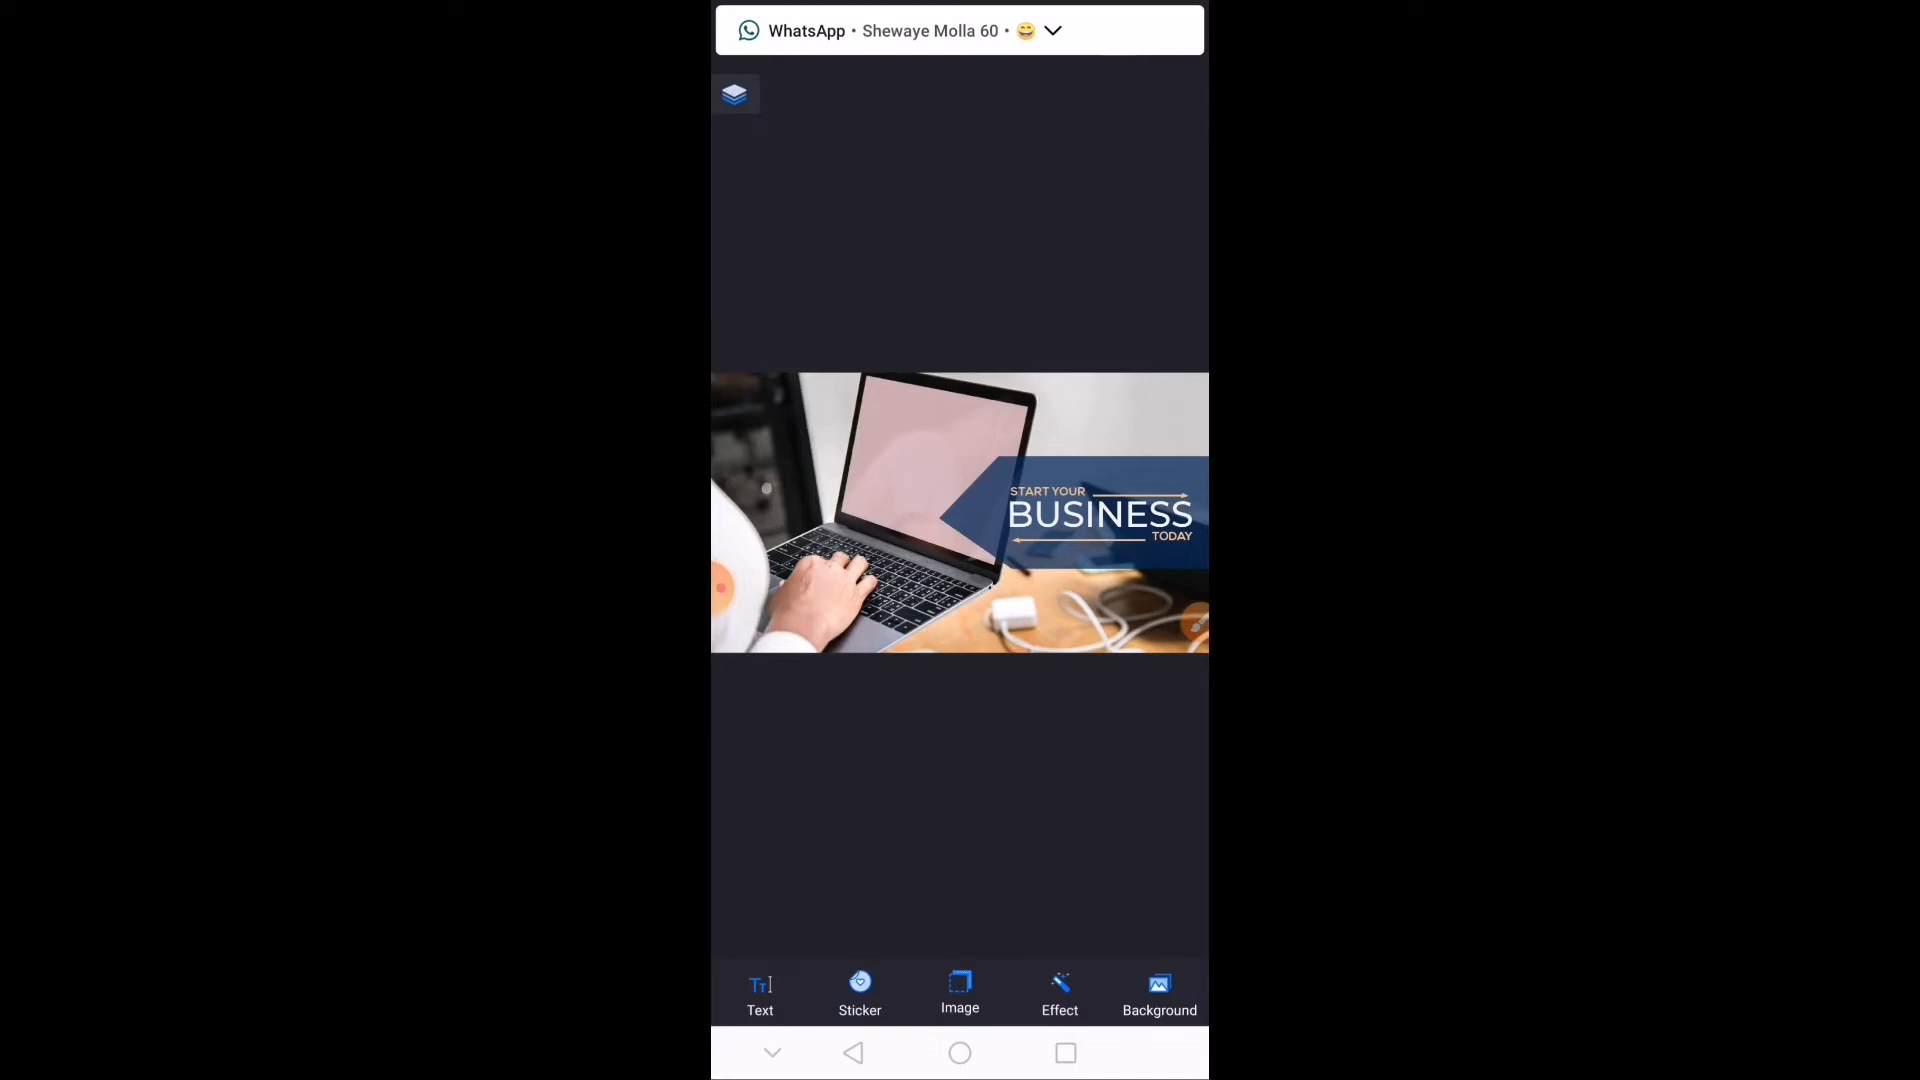 WhatsApp • Shewaye Molla 60 • 😄
START YOUR
BUSINESS
TODAY
Text
Sticker
Image
Effect
Background